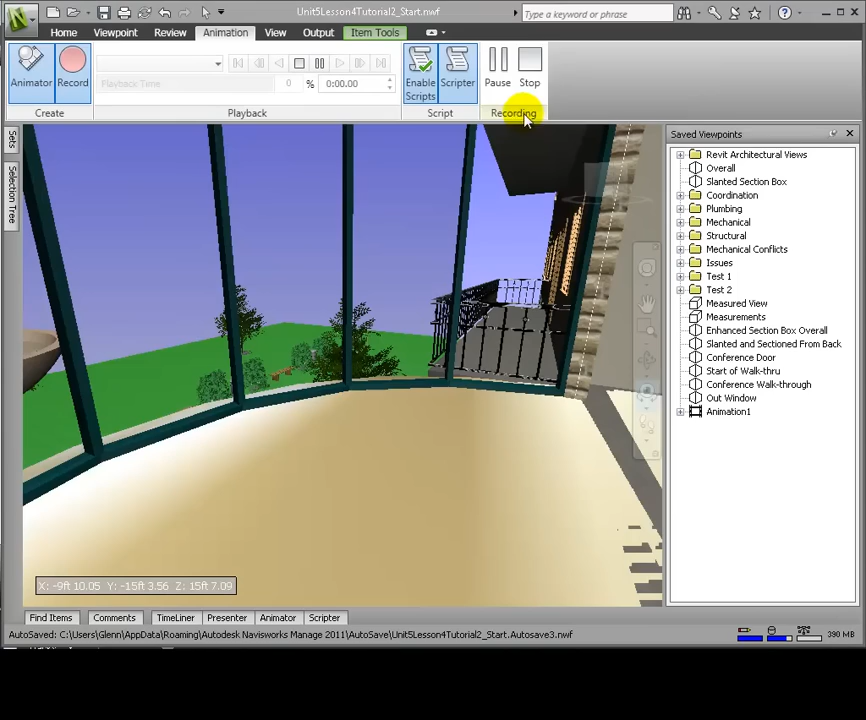 Unit5Lesson4Tutorial2_Start.nwf
Type a keyword or phrase
Home Viewpoint Review Animation View Output Item Tools
Animator Record
Playback Time 0 % 0:00.00
Enable Scripts Scripter
Pause Stop
Create Playback Script Recording
Sets
Selection Tree
Saved Viewpoints
Revit Architectural Views
Overall
Slanted Section Box
Coordination
Plumbing
Mechanical
Structural
Mechanical Conflicts
Issues
Test 1
Test 2
Measured View
Measurements
Enhanced Section Box Overall
Slanted and Sectioned From Back
Conference Door
Start of Walk-thru
Conference Walk-through
Out Window
Animation1
X: -9ft 10.05 Y: -15ft 3.56 Z: 15ft 7.09
Find Items Comments TimeLiner Presenter Animator Scripter
AutoSaved: C:\Users\Glenn\AppData\Roaming\Autodesk Navisworks Manage 2011\AutoSave\Unit5Lesson4Tutorial2_Start.Autosave3.nwf
390 MB